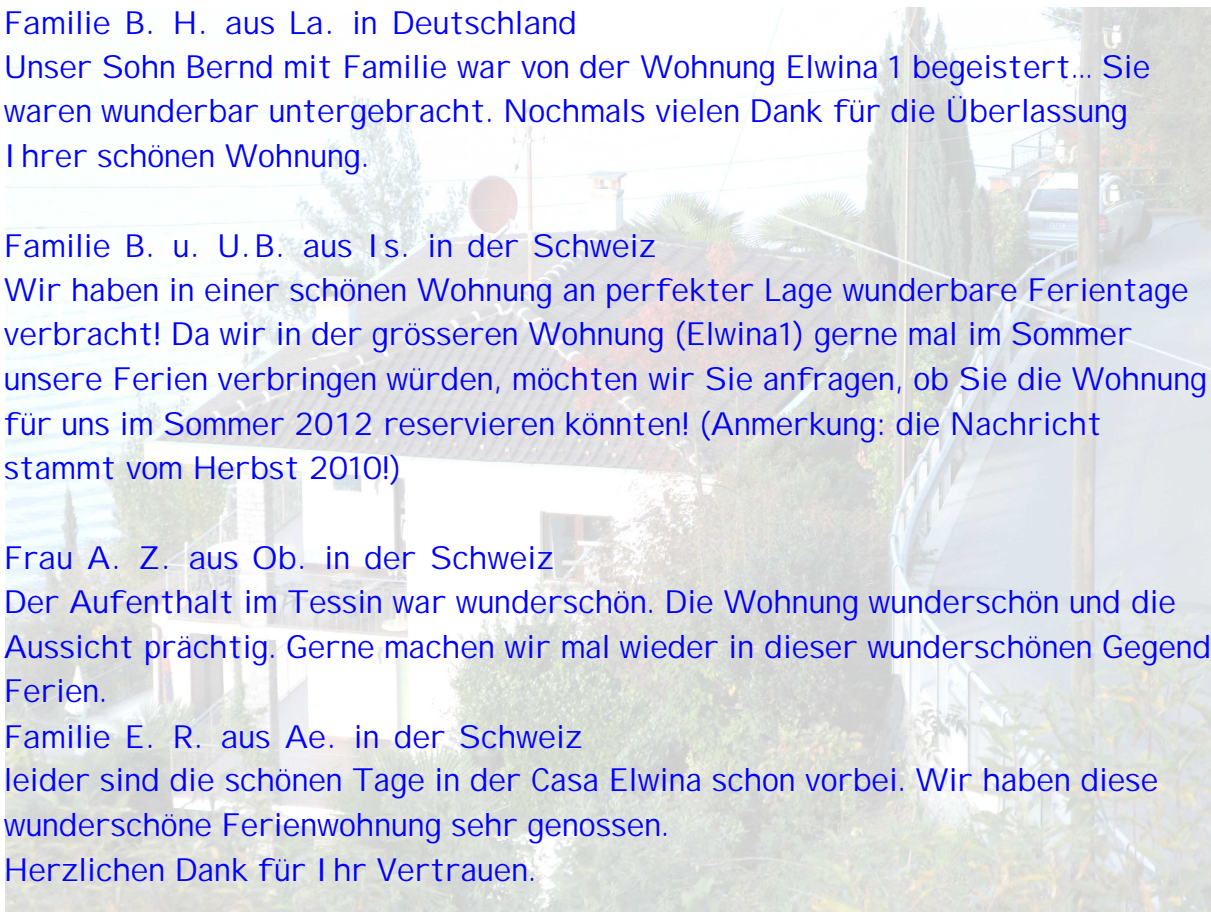 Familie B. H. aus La. in Deutschland
Unser Sohn Bernd mit Familie war von der Wohnung Elwina 1 begeistert... Sie
waren wunderbar untergebracht. Nochmals vielen Dank für die Überlassung
Ihrer schönen Wohnung.

Familie B. u. U.B. aus Is. in der Schweiz
Wir haben in einer schönen Wohnung an perfekter Lage wunderbare Ferientage
verbracht! Da wir in der grösseren Wohnung (Elwina1) gerne mal im Sommer
unsere Ferien verbringen würden, möchten wir Sie anfragen, ob Sie die Wohnung
für uns im Sommer 2012 reservieren könnten! (Anmerkung: die Nachricht
stammt vom Herbst 2010!)

Frau A. Z. aus Ob. in der Schweiz
Der Aufenthalt im Tessin war wunderschön. Die Wohnung wunderschön und die
Aussicht prächtig. Gerne machen wir mal wieder in dieser wunderschönen Gegend
Ferien.
Familie E. R. aus Ae. in der Schweiz
leider sind die schönen Tage in der Casa Elwina schon vorbei. Wir haben diese
wunderschöne Ferienwohnung sehr genossen.
Herzlichen Dank für Ihr Vertrauen.